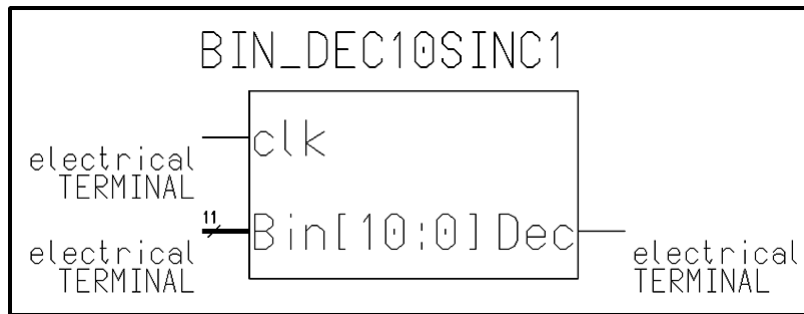 BIN_DEC10SINC1
clk
electrical
TERMINAL
11
Bin[10:0] Dec
electrical
TERMINAL
electrical
TERMINAL